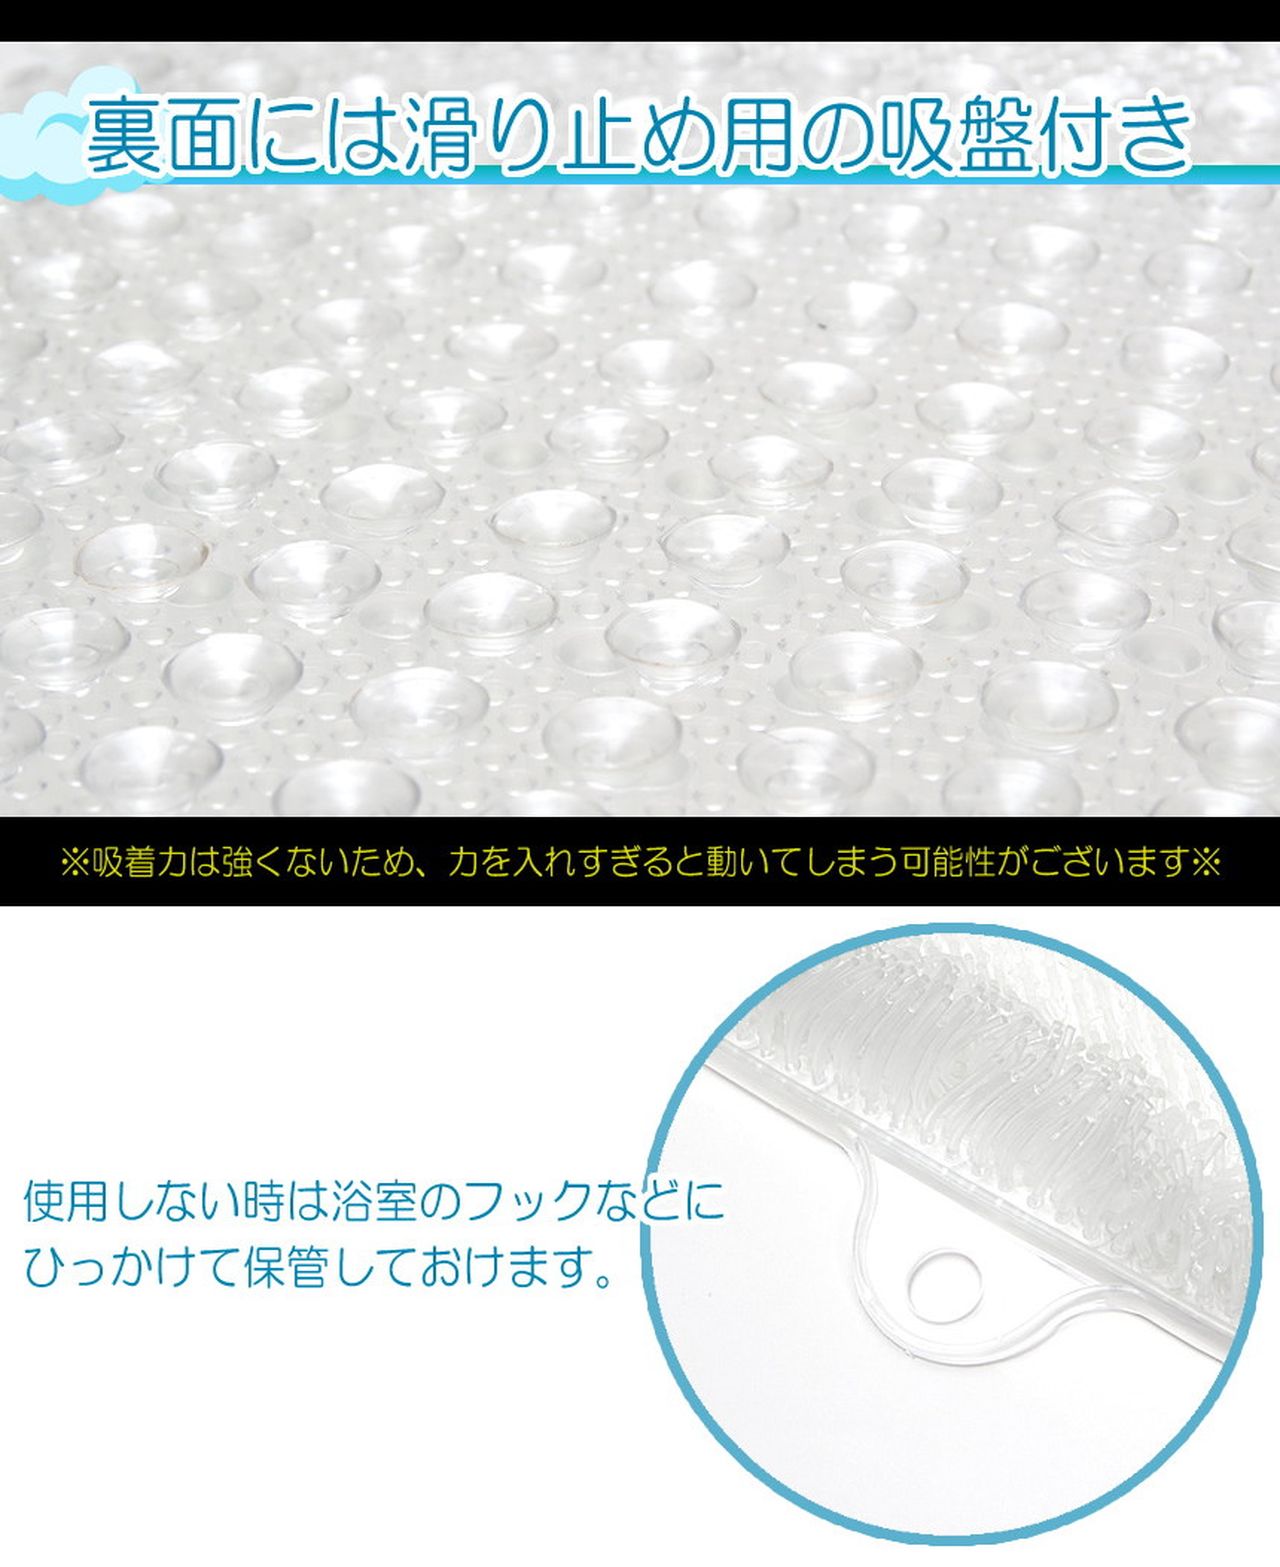 裏面には滑り止め用の吸盤付き
※吸着力は強くないため、力を入れすぎると動いてしまう可能性がございます※
使用しない時は浴室のフックなどに
ひっかけて保管しておけます。